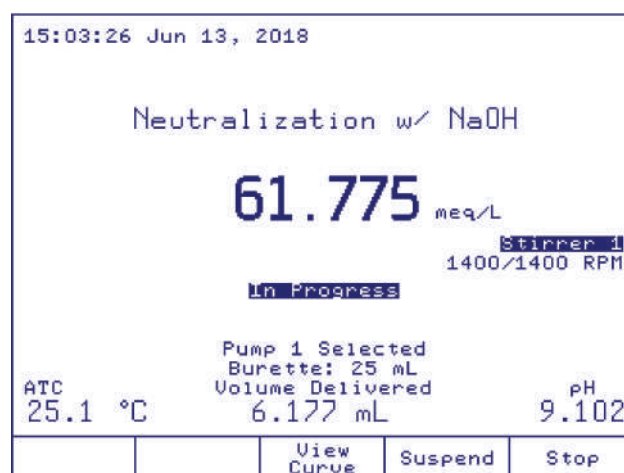 15:03:26 Jun 13, 2018
Neutralization w/ NaOH
61.775 meq/L
Stirrer 1
1400/1400 RPM
In Progress
Pump 1 Selected
Burette: 25 mL
ATC Volume Delivered pH
25.1 °C 6.177 mL 9.102
View Curve Suspend Stop